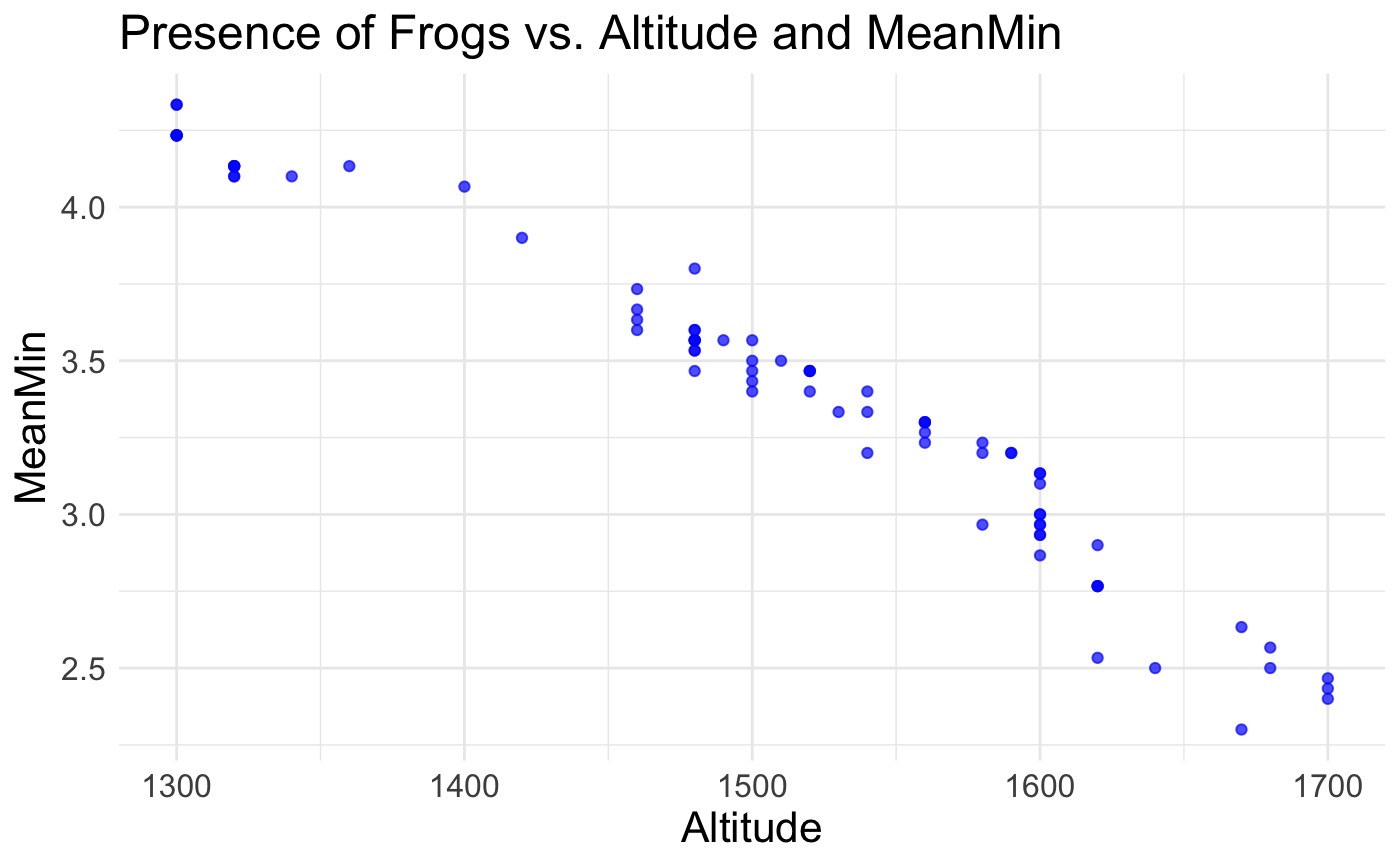 Presence of Frogs vs. Altitude and MeanMin
MeanMin
4.0
3.5
3.0
2.5
1300 1400 1500 1600 1700
Altitude